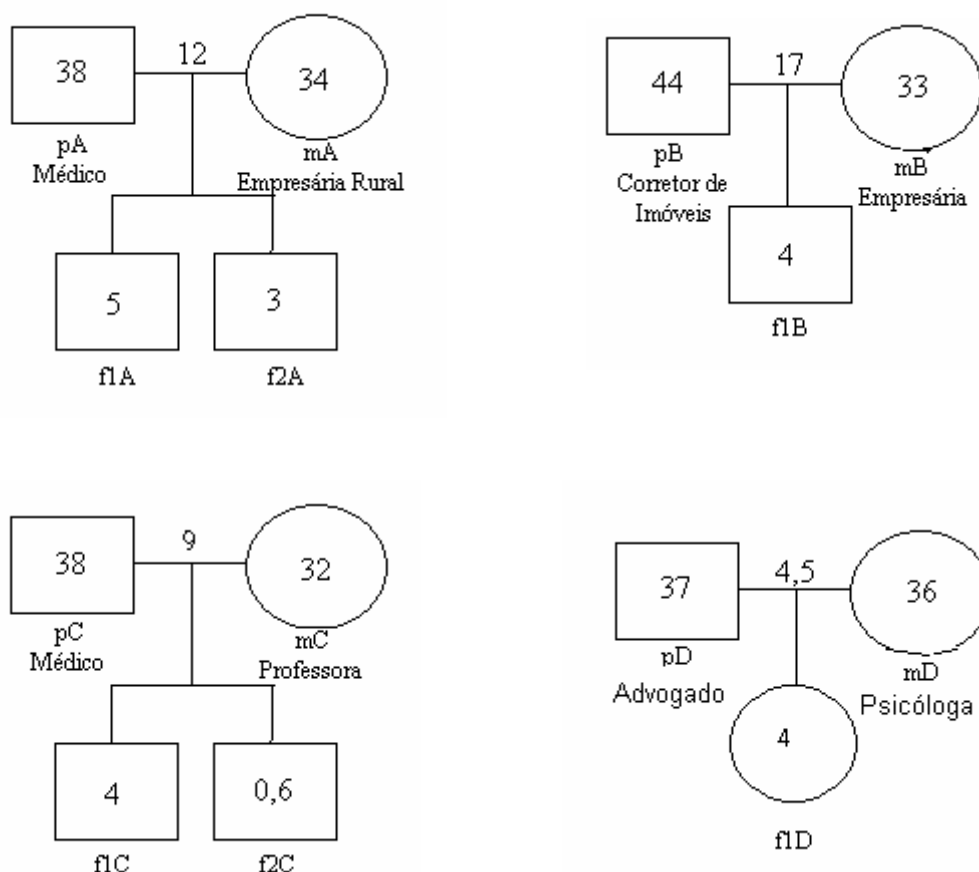 12
38
34
pA
Médico
mA
Empresária Rural
5
3
f1A
f2A
17
44
33
pB
Corretor de
Imóveis
mB
Empresária
4
f1B
9
38
32
pC
Médico
mC
Professora
4
0,6
f1C
f2C
4,5
37
36
pD
Advogado
mD
Psicóloga
4
f1D